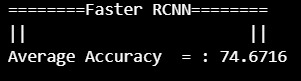 ========Faster RCNN========
|| ||
Average Accuracy = : 74.6716